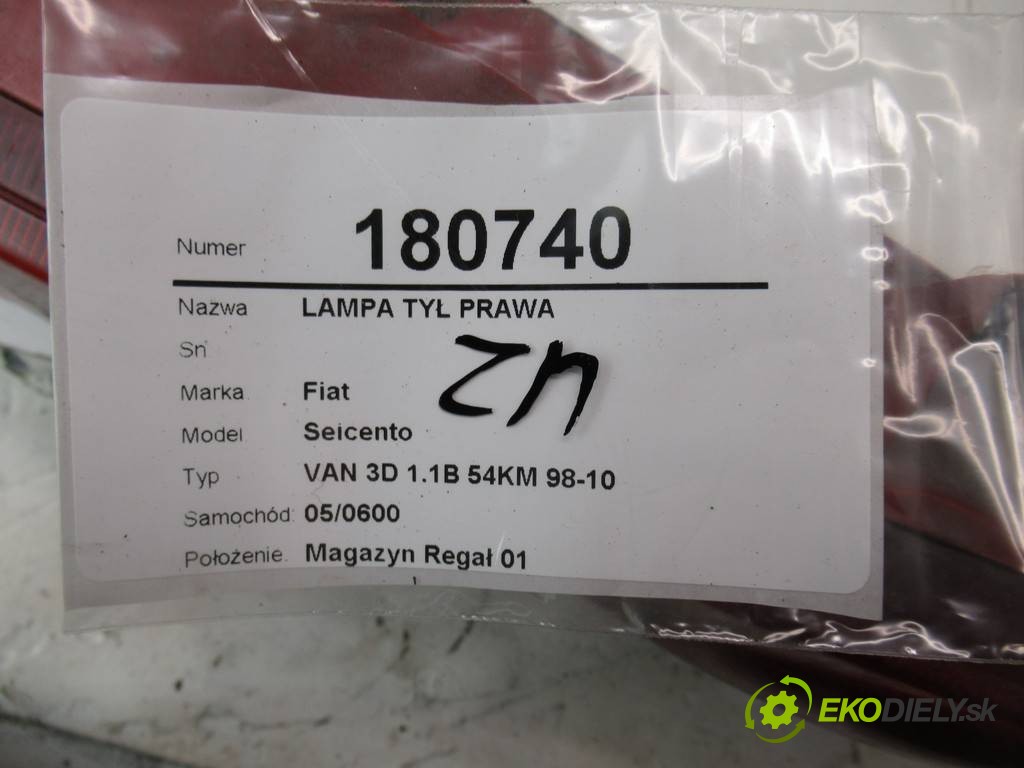 Numer 180740
Nazwa LAMPA TYŁ PRAWA
Sn
Marka Fiat
Model Seicento
Typ VAN 3D 1.1B 54KM 98-10
Samochód: 05/0600
Położenie: Magazyn Regał 01
EKODIELY.sk